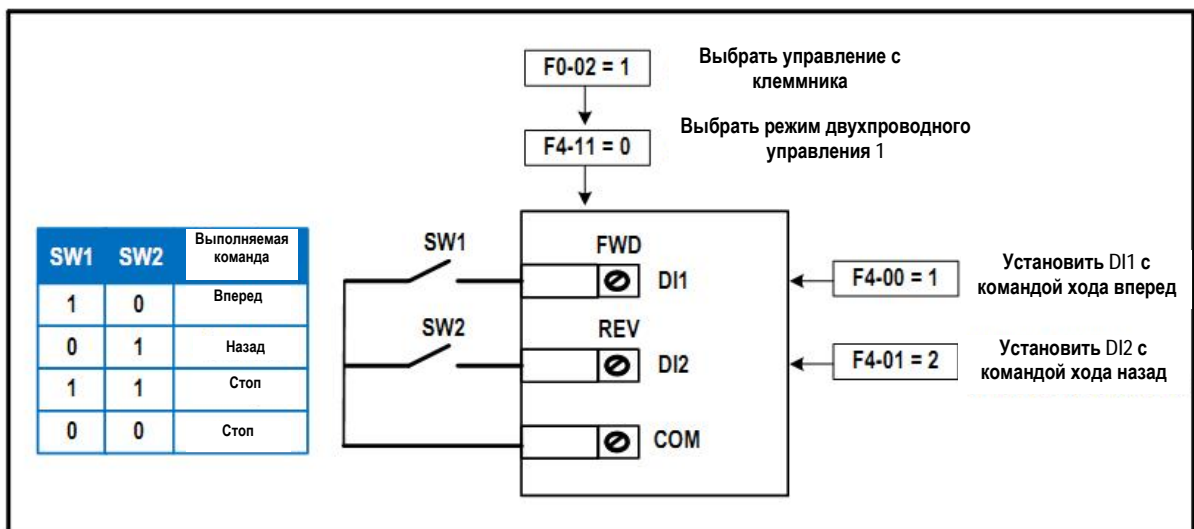 F0-02 = 1
Выбрать управление с
клеммника
F4-11 = 0
Выбрать режим двухпроводного
управления 1
SW1 SW2 Выполняемая
команда
1 0 Вперед
0 1 Назад
1 1 Стоп
0 0 Стоп
SW1
FWD
DI1
SW2
REV
DI2
COM
F4-00 = 1
Установить DI1 с
командой хода вперед
F4-01 = 2
Установить DI2 с
командой хода назад